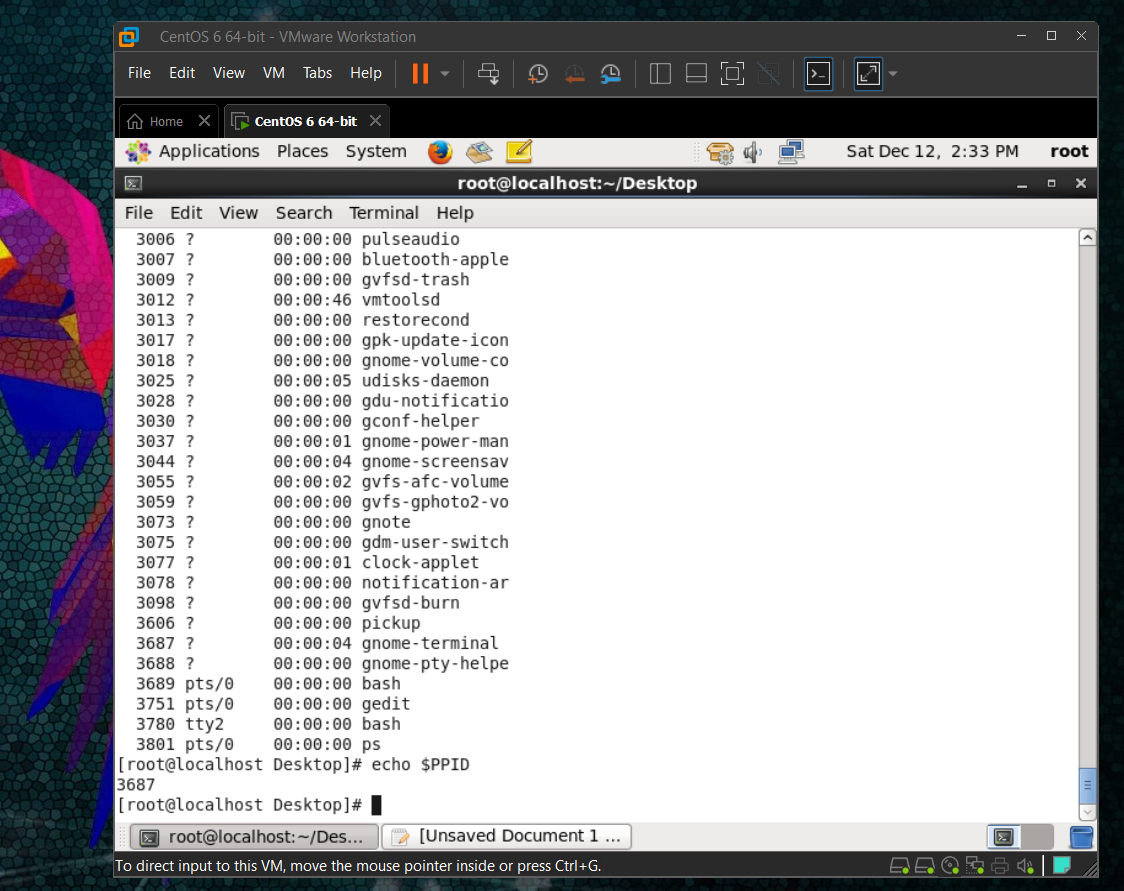 CentOS 6 64-bit - VMware Workstation
File Edit View VM Tabs Help
Home CentOS 6 64-bit
Applications Places System Sat Dec 12, 2:33 PM root
root@localhost:~/Desktop
File Edit View Search Terminal Help
3006 ? 00:00:00 pulseaudio
3007 ? 00:00:00 bluetooth-apple
3009 ? 00:00:00 gvfsd-trash
3012 ? 00:00:46 vmtoolsd
3013 ? 00:00:00 restorecond
3017 ? 00:00:00 gpk-update-icon
3018 ? 00:00:00 gnome-volume-co
3025 ? 00:00:05 udisks-daemon
3028 ? 00:00:00 gdu-notificatio
3030 ? 00:00:00 gconf-helper
3037 ? 00:00:01 gnome-power-man
3044 ? 00:00:04 gnome-screensav
3055 ? 00:00:02 gvfs-afc-volume
3059 ? 00:00:00 gvfs-gphoto2-vo
3073 ? 00:00:00 gnote
3075 ? 00:00:00 gdm-user-switch
3077 ? 00:00:01 clock-applet
3078 ? 00:00:00 notification-ar
3098 ? 00:00:00 gvfsd-burn
3606 ? 00:00:00 pickup
3687 ? 00:00:04 gnome-terminal
3688 ? 00:00:00 gnome-pty-helpe
3689 pts/0 00:00:00 bash
3751 pts/0 00:00:00 gedit
3780 tty2 00:00:00 bash
3801 pts/0 00:00:00 ps
[root@localhost Desktop]# echo $PPID
3687
[root@localhost Desktop]#
root@localhost:~/Des... [Unsaved Document 1 ...
To direct input to this VM, move the mouse pointer inside or press Ctrl+G.